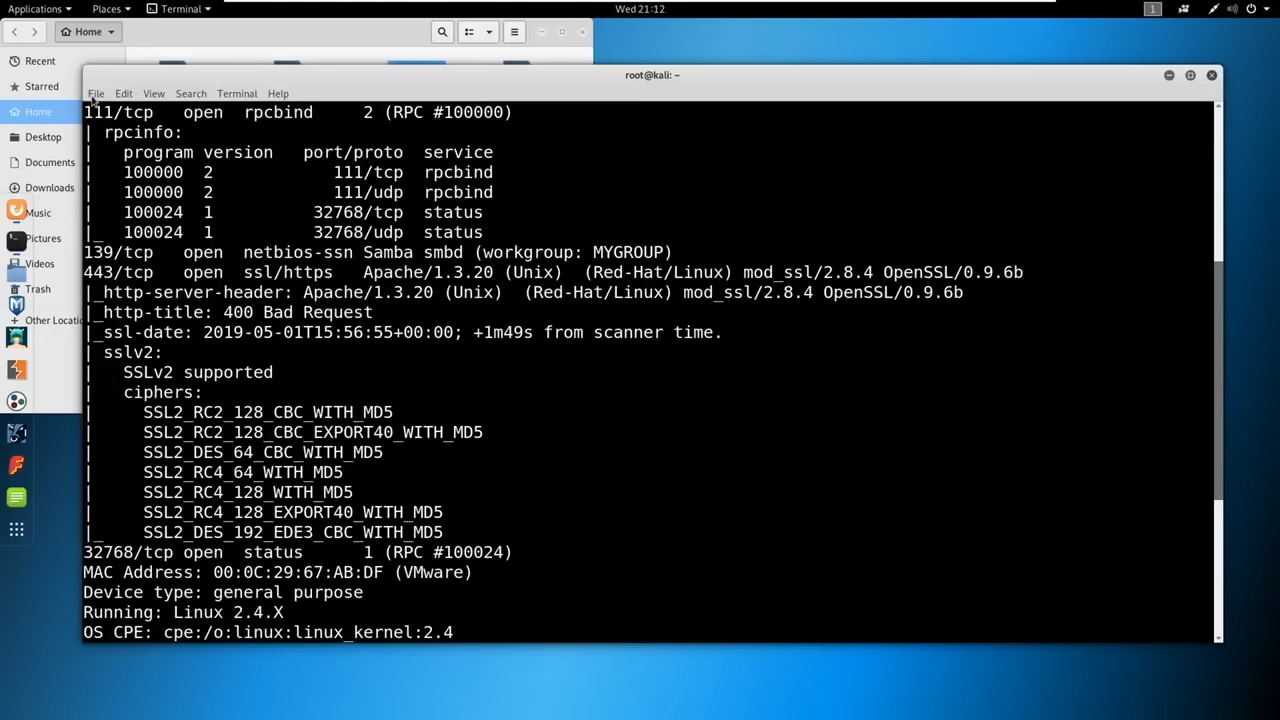 Applications Places Terminal Wed 21:12 1
Home
Recent
Starred
Home
Desktop
Documents
Downloads
Music
Pictures
Videos
Trash
Other Locatio
root@kali: ~
File Edit View Search Terminal Help
111/tcp   open  rpcbind     2 (RPC #100000)
| rpcinfo:
|   program version   port/proto  service
|   100000  2            111/tcp  rpcbind
|   100000  2            111/udp  rpcbind
|   100024  1          32768/tcp  status
|_  100024  1          32768/udp  status
139/tcp   open  netbios-ssn Samba smbd (workgroup: MYGROUP)
443/tcp   open  ssl/https   Apache/1.3.20 (Unix)  (Red-Hat/Linux) mod_ssl/2.8.4 OpenSSL/0.9.6b
|_http-server-header: Apache/1.3.20 (Unix)  (Red-Hat/Linux) mod_ssl/2.8.4 OpenSSL/0.9.6b
|_http-title: 400 Bad Request
|_ssl-date: 2019-05-01T15:56:55+00:00; +1m49s from scanner time.
| sslv2:
|   SSLv2 supported
|   ciphers:
|     SSL2_RC2_128_CBC_WITH_MD5
|     SSL2_RC2_128_CBC_EXPORT40_WITH_MD5
|     SSL2_DES_64_CBC_WITH_MD5
|     SSL2_RC4_64_WITH_MD5
|     SSL2_RC4_128_WITH_MD5
|     SSL2_RC4_128_EXPORT40_WITH_MD5
|_    SSL2_DES_192_EDE3_CBC_WITH_MD5
32768/tcp open  status      1 (RPC #100024)
MAC Address: 00:0C:29:67:AB:DF (VMware)
Device type: general purpose
Running: Linux 2.4.X
OS CPE: cpe:/o:linux:linux_kernel:2.4